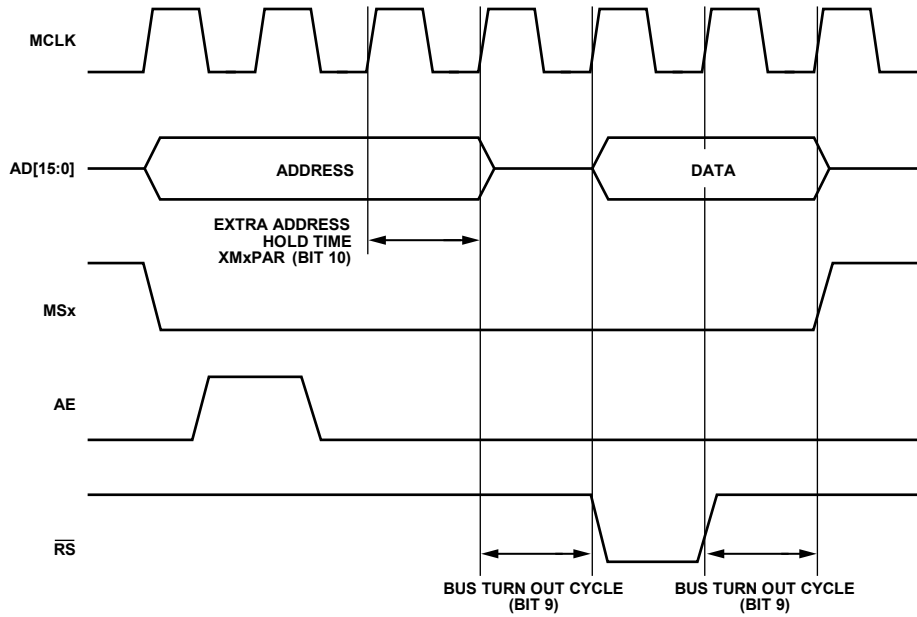 MCLK
AD[15:0]
ADDRESS
DATA
EXTRA ADDRESS
HOLD TIME
XMxPAR (BIT 10)
MSx
AE
RS
BUS TURN OUT CYCLE
(BIT 9)
BUS TURN OUT CYCLE
(BIT 9)